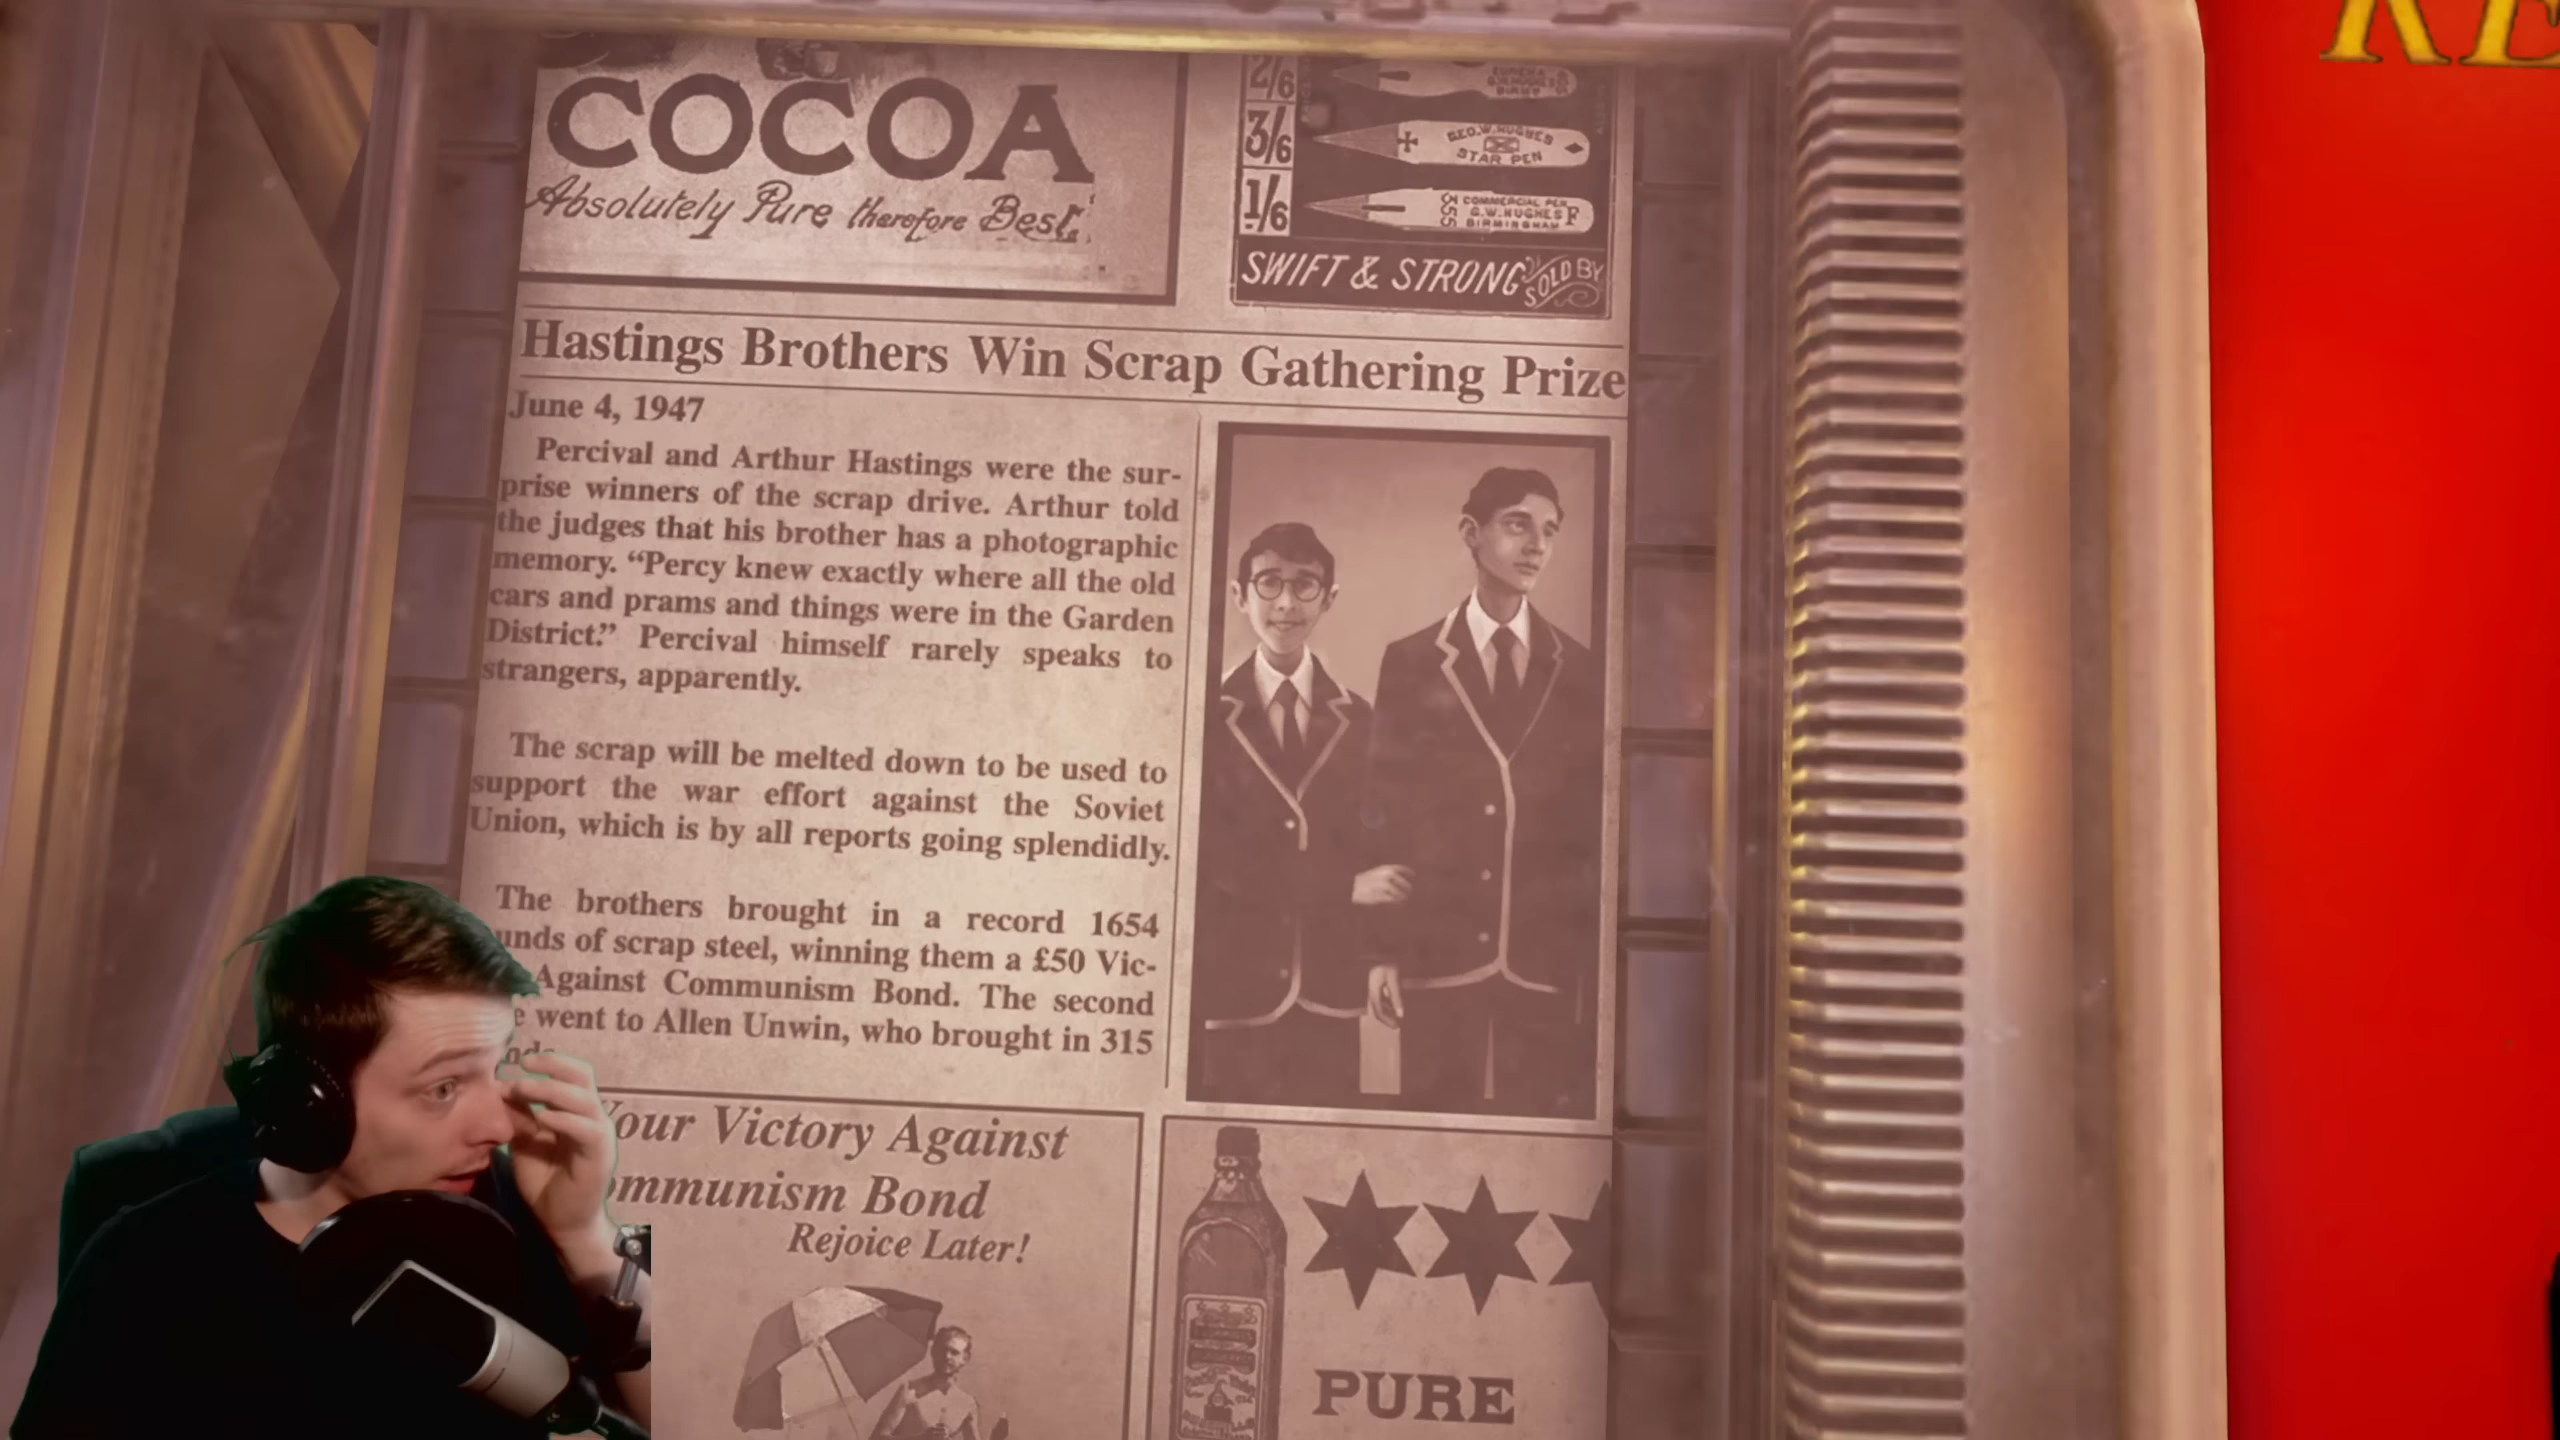 COCOA
Absolutely Pure therefore Best.
2/6
3/6
GEO. W. HUGHES
STAR PEN
1/6
355
COMMERCIAL PEN
G.W. HUGHES F
BIRMINGHAM
SWIFT & STRONG SOLD BY
KE
Hastings Brothers Win Scrap Gathering Prize
June 4, 1947
Percival and Arthur Hastings were the sur-
prise winners of the scrap drive. Arthur told
the judges that his brother has a photographic
memory. “Percy knew exactly where all the old
cars and prams and things were in the Garden
District.” Percival himself rarely speaks to
strangers, apparently.
The scrap will be melted down to be used to
support the war effort against the Soviet
Union, which is by all reports going splendidly.
The brothers brought in a record 1654
unds of scrap steel, winning them a £50 Vic-
Against Communism Bond. The second
e went to Allen Unwin, who brought in 315
nds
Your Victory Against
ommunism Bond
Rejoice Later!
PURE